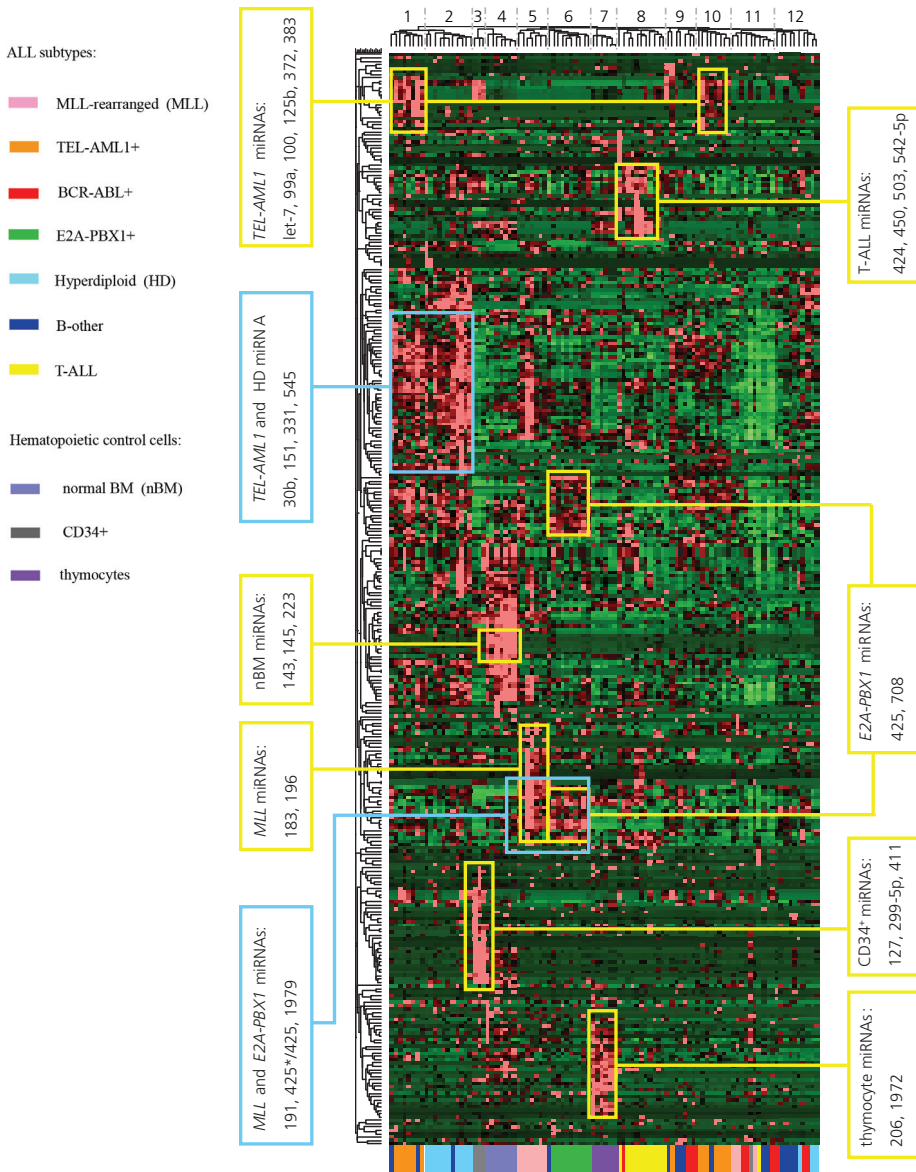 1 2 3 4 5 6 7 8 9 10 11 12
ALL subtypes:
MLL-rearranged (MLL)
TEL-AML1+
BCR-ABL+
E2A-PBX1+
Hyperdiploid (HD)
B-other
T-ALL
Hematopoietic control cells:
normal BM (nBM)
CD34+
thymocytes
TEL-AML1 miRNAs:
let-7, 99a, 100, 125b, 372, 383
TEL-AML1 and HD miRNA
30b, 151, 331, 545
nBM miRNAs:
143, 145, 223
MLL miRNAs:
183, 196
MLL and E2A-PBX1 miRNAs:
191, 425*/425, 1979
T-ALL miRNAs:
424, 450, 503, 542-5p
E2A-PBX1 miRNAs:
425, 708
CD34⁺ miRNAs:
127, 299-5p, 411
thymocyte miRNAs:
206, 1972